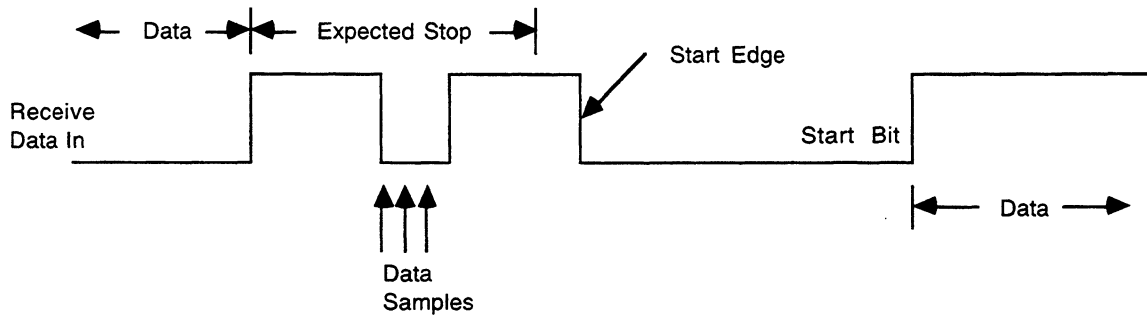 Data
Expected Stop
Start Edge
Receive
Data In
Start Bit
Data
Data
Samples